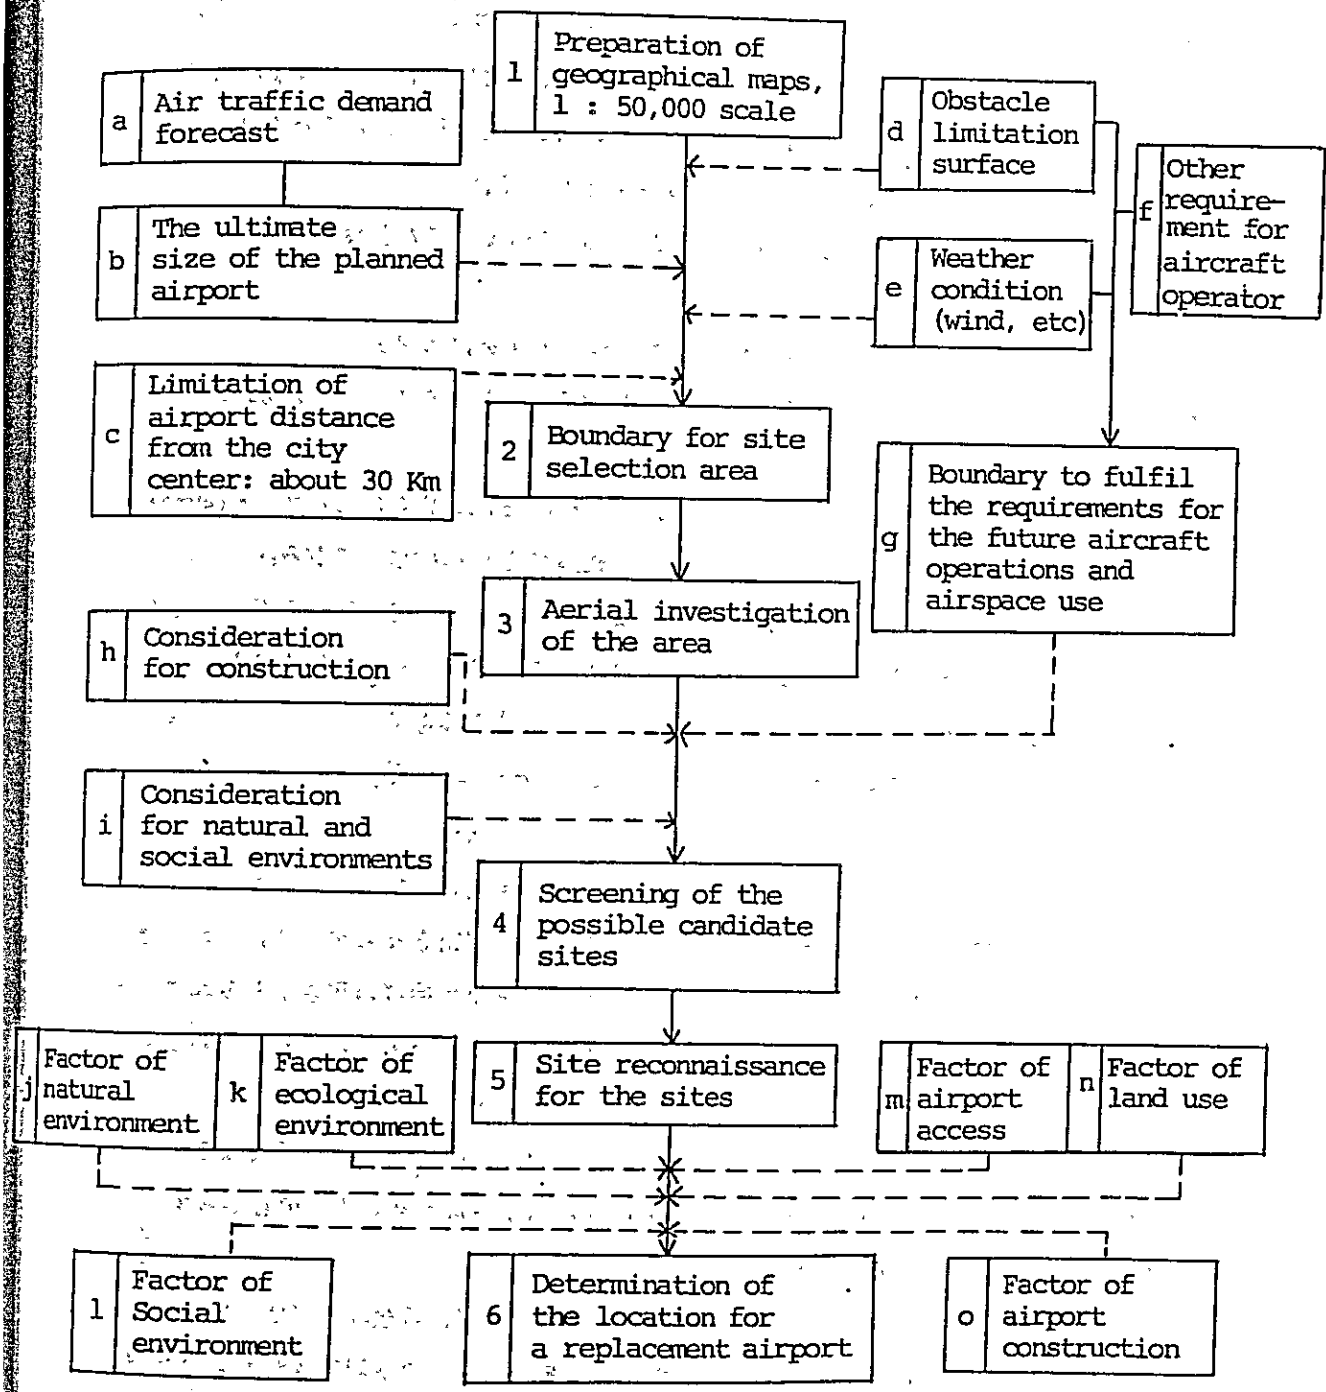 1
Preparation of
geographical maps,
1 : 50,000 scale
a
Air traffic demand
forecast
d
Obstacle
limitation
surface
f
Other
require-
ment for
aircraft
operator
b
The ultimate
size of the planned
airport
e
Weather
condition
(wind, etc)
c
Limitation of
airport distance
from the city
center: about 30 Km
2
Boundary for site
selection area
g
Boundary to fulfil
the requirements for
the future aircraft
operations and
airspace use
3
Aerial investigation
of the area
h
Consideration
for construction
i
Consideration
for natural and
social environments
4
Screening of the
possible candidate
sites
j
Factor of
natural
environment
k
Factor of
ecological
environment
5
Site reconnaissance
for the sites
m
Factor of
airport
access
n
Factor of
land use
l
Factor of
Social
environment
6
Determination of
the location for
a replacement airport
o
Factor of
airport
construction